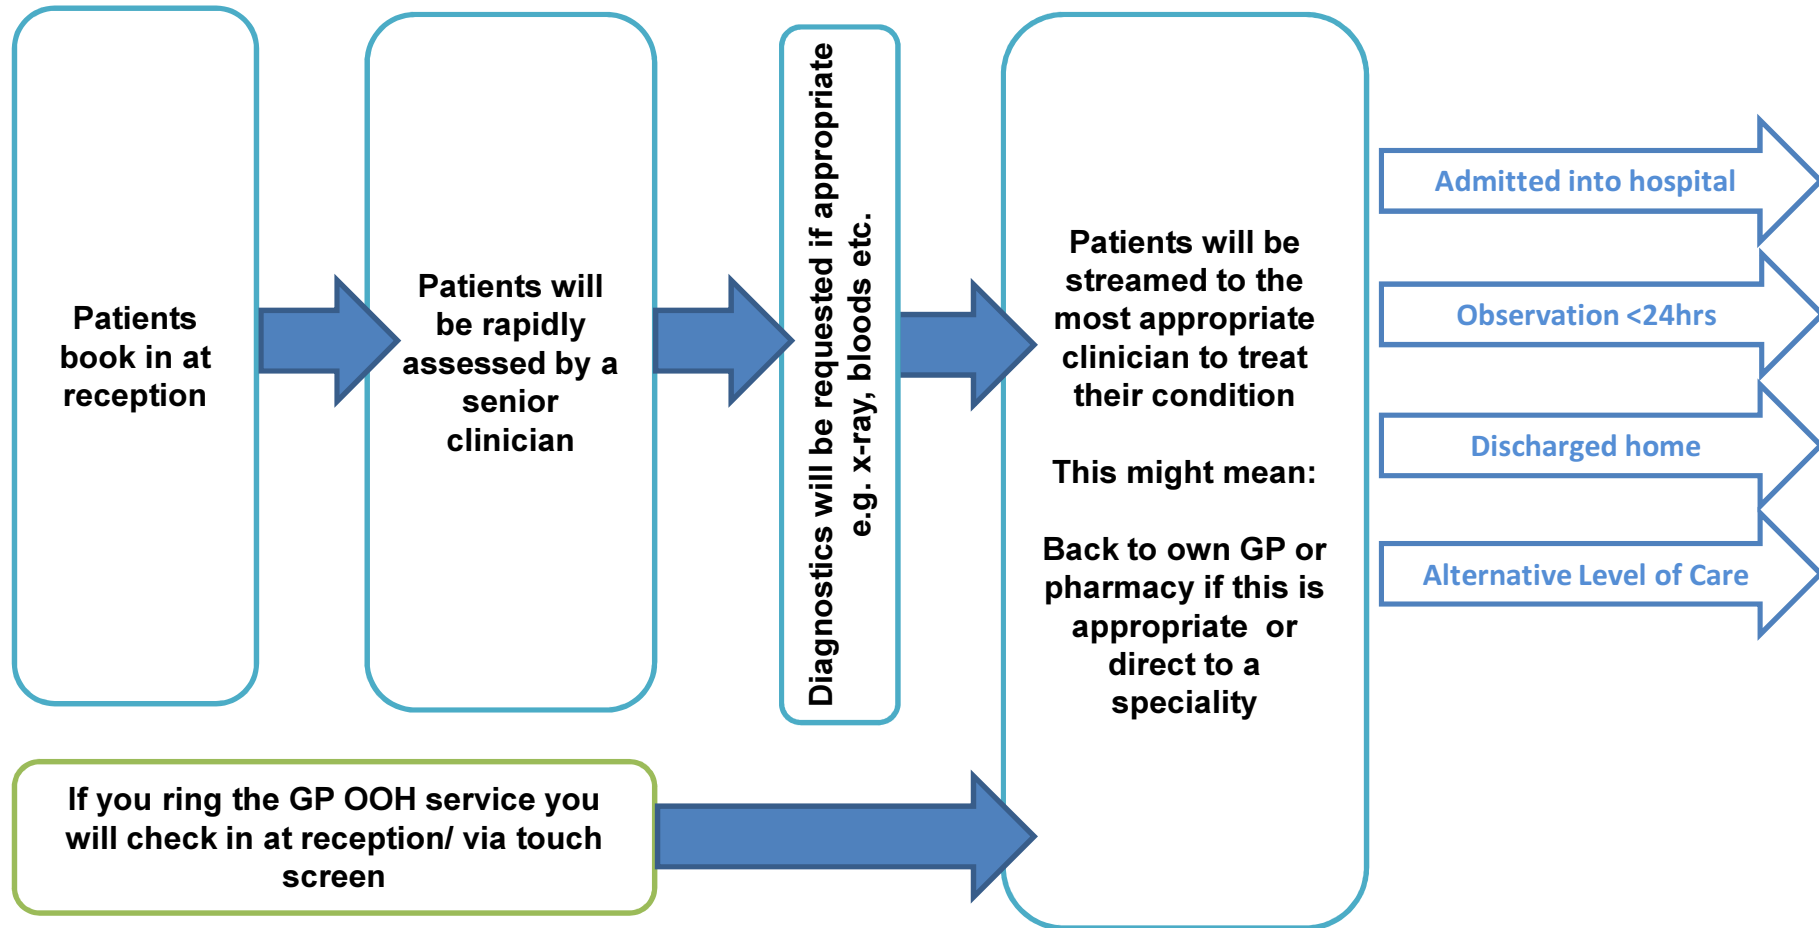 Patients
book in at
reception
Patients will
be rapidly
assessed by a
senior
clinician
Diagnostics will be requested if appropriate
e.g. x-ray, bloods etc.
Patients will be
streamed to the
most appropriate
clinician to treat
their condition
This might mean:
Back to own GP or
pharmacy if this is
appropriate or
direct to a
speciality
Admitted into hospital
Observation <24hrs
Discharged home
Alternative Level of Care
If you ring the GP OOH service you
will check in at reception/ via touch
screen